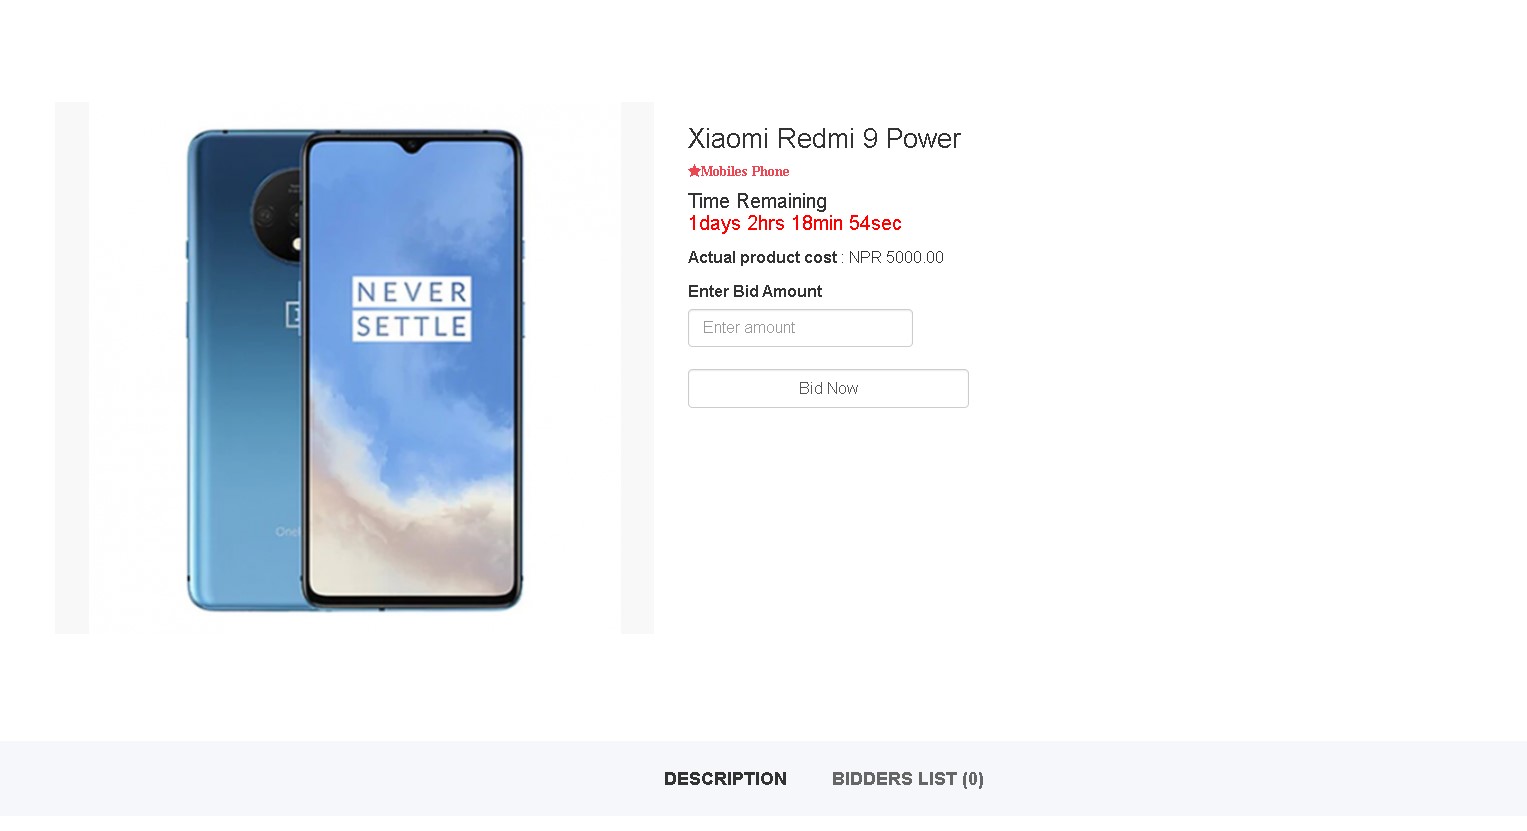 Xiaomi Redmi 9 Power
Mobiles Phone
Time Remaining
1days 2hrs 18min 54sec
Actual product cost : NPR 5000.00
Enter Bid Amount
Enter amount
Bid Now
NEVER
SETTLE
DESCRIPTION
BIDDERS LIST (0)